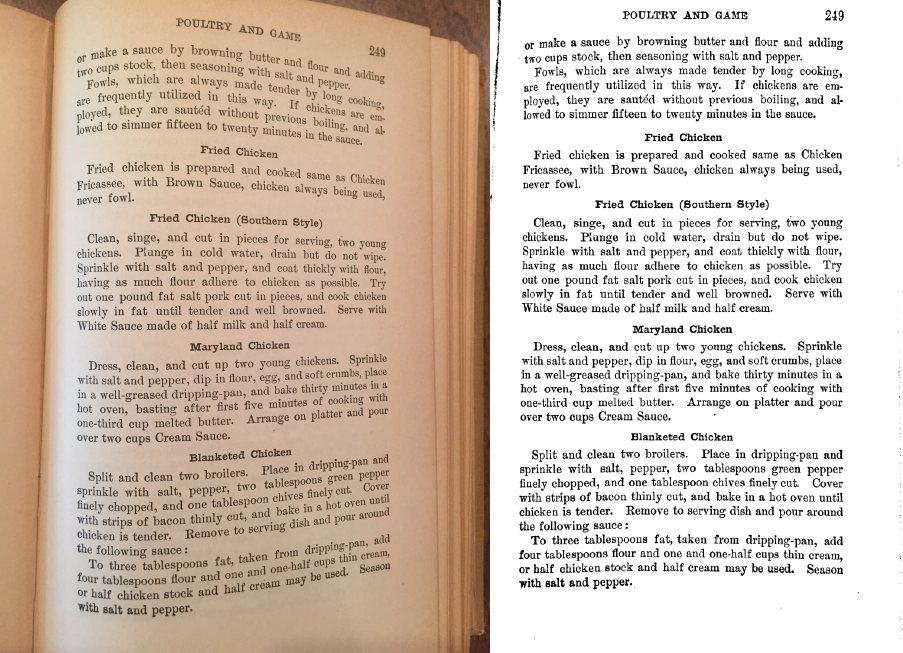 POULTRY AND GAME
249
or make a sauce by browning butter and flour and adding
two cups stock, then seasoning with salt and pepper.
Fowls, which are always made tender by long cooking,
are frequently utilized in this way. If chickens are em-
ployed, they are sautéd without previous boiling, and al-
lowed to simmer fifteen to twenty minutes in the sauce.
Fried Chicken
Fried chicken is prepared and cooked same as Chicken
Fricassee, with Brown Sauce, chicken always being used,
never fowl.
Fried Chicken (Southern Style)
Clean, singe, and cut in pieces for serving, two young
chickens. Plunge in cold water, drain but do not wipe.
Sprinkle with salt and pepper, and coat thickly with flour,
having as much flour adhere to chicken as possible. Try
out one pound fat salt pork cut in pieces, and cook chicken
slowly in fat until tender and well browned. Serve with
White Sauce made of half milk and half cream.
Maryland Chicken
Dress, clean, and cut up two young chickens. Sprinkle
with salt and pepper, dip in flour, egg, and soft crumbs, place
in a well-greased dripping-pan, and bake thirty minutes in a
hot oven, basting after first five minutes of cooking with
one-third cup melted butter. Arrange on platter and pour
over two cups Cream Sauce.
Blanketed Chicken
Split and clean two broilers. Place in dripping-pan and
sprinkle with salt, pepper, two tablespoons green pepper
finely chopped, and one tablespoon chives finely cut. Cover
with strips of bacon thinly cut, and bake in a hot oven until
chicken is tender. Remove to serving dish and pour around
the following sauce:
To three tablespoons fat, taken from dripping-pan, add
four tablespoons flour and one and one-half cups thin cream,
or half chicken stock and half cream may be used. Season
with salt and pepper.
POULTRY AND GAME 249
or make a sauce by browning butter and flour and adding
two cups stock, then seasoning with salt and pepper.
Fowls, which are always made tender by long cooking,
are frequently utilized in this way. If chickens are em-
ployed, they are sautéd without previous boiling, and al-
lowed to simmer fifteen to twenty minutes in the sauce.
Fried Chicken
Fried chicken is prepared and cooked same as Chicken
Fricassee, with Brown Sauce, chicken always being used,
never fowl.
Fried Chicken (Southern Style)
Clean, singe, and cut in pieces for serving, two young
chickens. Plunge in cold water, drain but do not wipe.
Sprinkle with salt and pepper, and coat thickly with flour,
having as much flour adhere to chicken as possible. Try
out one pound fat salt pork cut in pieces, and cook chicken
slowly in fat until tender and well browned. Serve with
White Sauce made of half milk and half cream.
Maryland Chicken
Dress, clean, and cut up two young chickens. Sprinkle
with salt and pepper, dip in flour, egg, and soft crumbs, place
in a well-greased dripping-pan, and bake thirty minutes in a
hot oven, basting after first five minutes of cooking with
one-third cup melted butter. Arrange on platter and pour
over two cups Cream Sauce.
Blanketed Chicken
Split and clean two broilers. Place in dripping-pan and
sprinkle with salt, pepper, two tablespoons green pepper
finely chopped, and one tablespoon chives finely cut. Cover
with strips of bacon thinly cut, and bake in a hot oven until
chicken is tender. Remove to serving dish and pour around
the following sauce:
To three tablespoons fat, taken from dripping-pan, add
four tablespoons flour and one and one-half cups thin cream,
or half chicken stock and half cream may be used. Season
with salt and pepper.